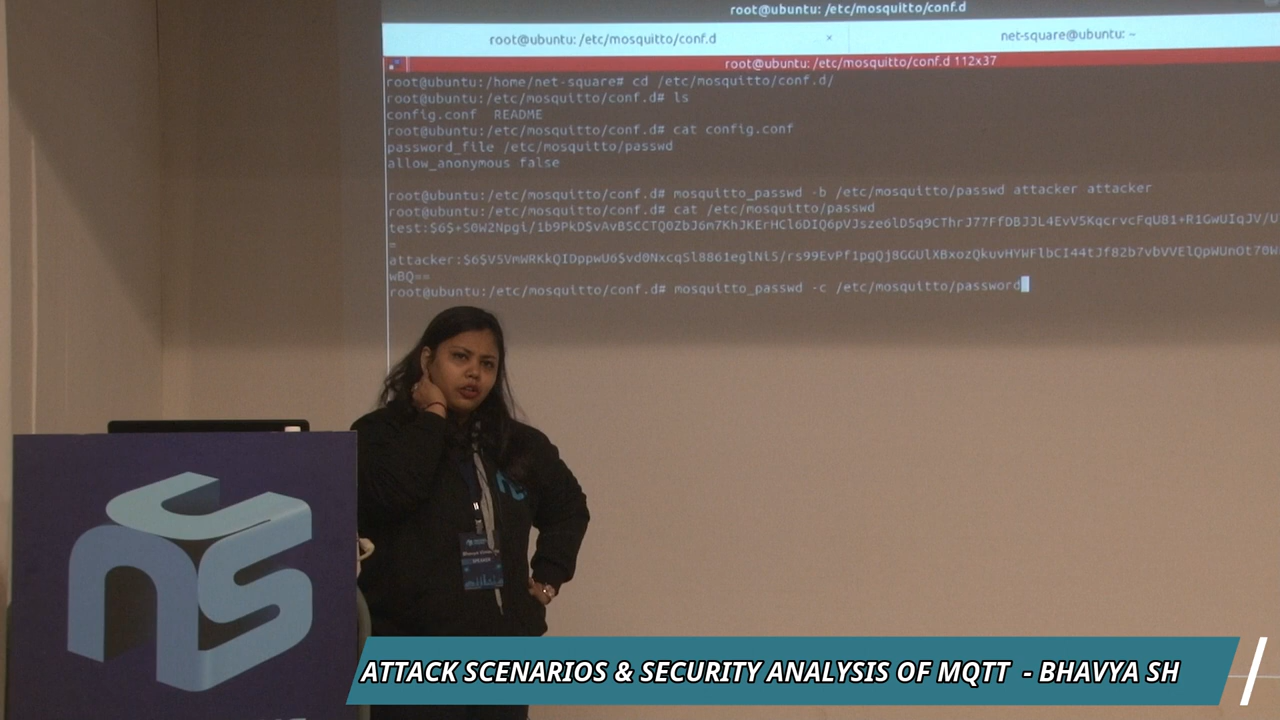 root@ubuntu: /etc/mosquitto/conf.d
root@ubuntu: /etc/mosquitto/conf.d × net-square@ubuntu: ~
root@ubuntu: /etc/mosquitto/conf.d 112x37
root@ubuntu:/home/net-square# cd /etc/mosquitto/conf.d/
root@ubuntu:/etc/mosquitto/conf.d# ls
config.conf README
root@ubuntu:/etc/mosquitto/conf.d# cat config.conf
password_file /etc/mosquitto/passwd
allow_anonymous false
root@ubuntu:/etc/mosquitto/conf.d# mosquitto_passwd -b /etc/mosquitto/passwd attacker attacker
root@ubuntu:/etc/mosquitto/conf.d# cat /etc/mosquitto/passwd
test:
=
attacker:
wBQ==
root@ubuntu:/etc/mosquitto/conf.d# mosquitto_passwd -c /etc/mosquitto/password
SPEAKER
ATTACK SCENARIOS & SECURITY ANALYSIS OF MQTT - BHAVYA SH